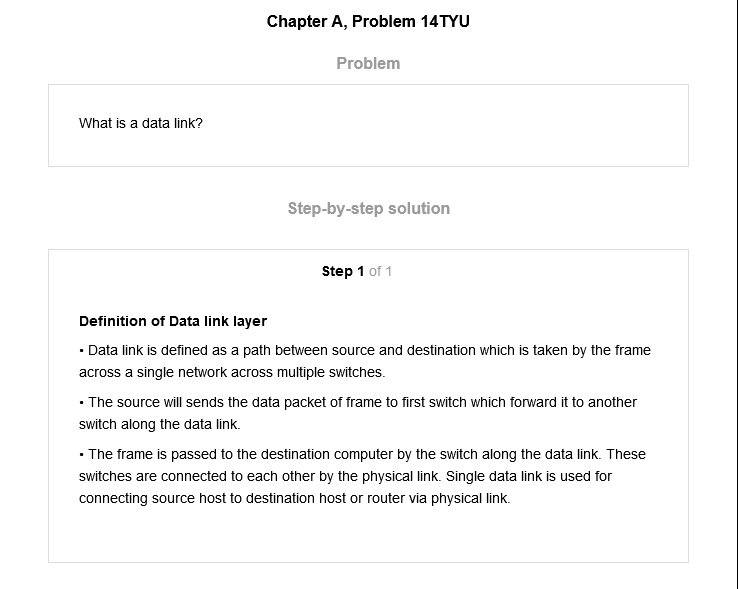 Chapter A, Problem 14TYU
Problem
What is a data link?
Step-by-step solution
Step 1 of 1
Definition of Data link layer
• Data link is defined as a path between source and destination which is taken by the frame
across a single network across multiple switches.
• The source will sends the data packet of frame to first switch which forward it to another
switch along the data link.
• The frame is passed to the destination computer by the switch along the data link. These
switches are connected to each other by the physical link. Single data link is used for
connecting source host to destination host or router via physical link.